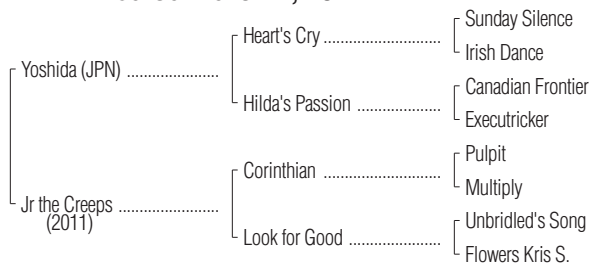 Sunday Silence
Heart's Cry
Irish Dance
Yoshida (JPN)
Canadian Frontier
Hilda's Passion
Executricker
Pulpit
Corinthian
Multiply
Jr the Creeps
(2011)
Unbridled's Song
Look for Good
Flowers Kris S.